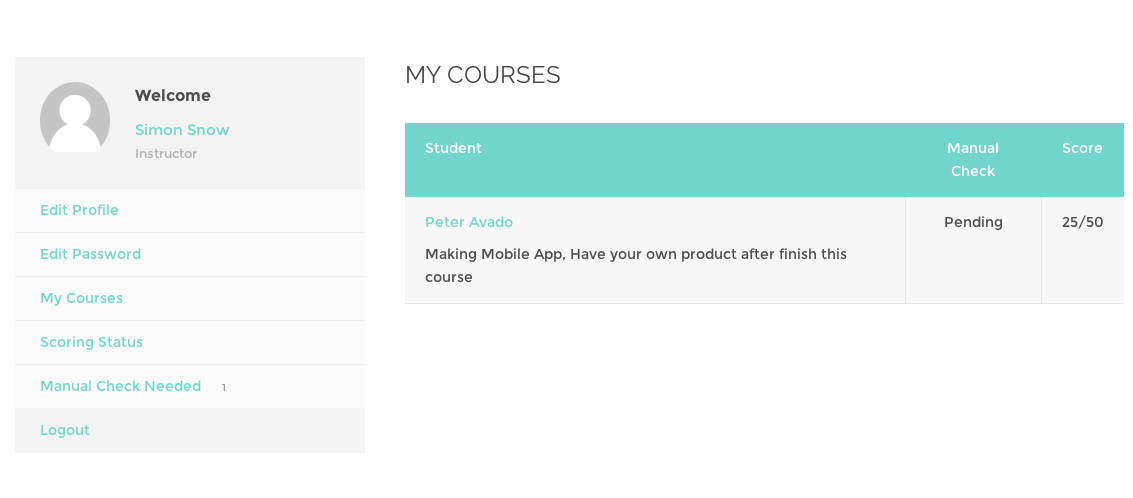 Welcome
Simon Snow
Instructor
Edit Profile
Edit Password
My Courses
Scoring Status
Manual Check Needed 1
Logout
MY COURSES
Student Manual Score
Check
Peter Avado Pending 25/50
Making Mobile App, Have your own product after finish this
course